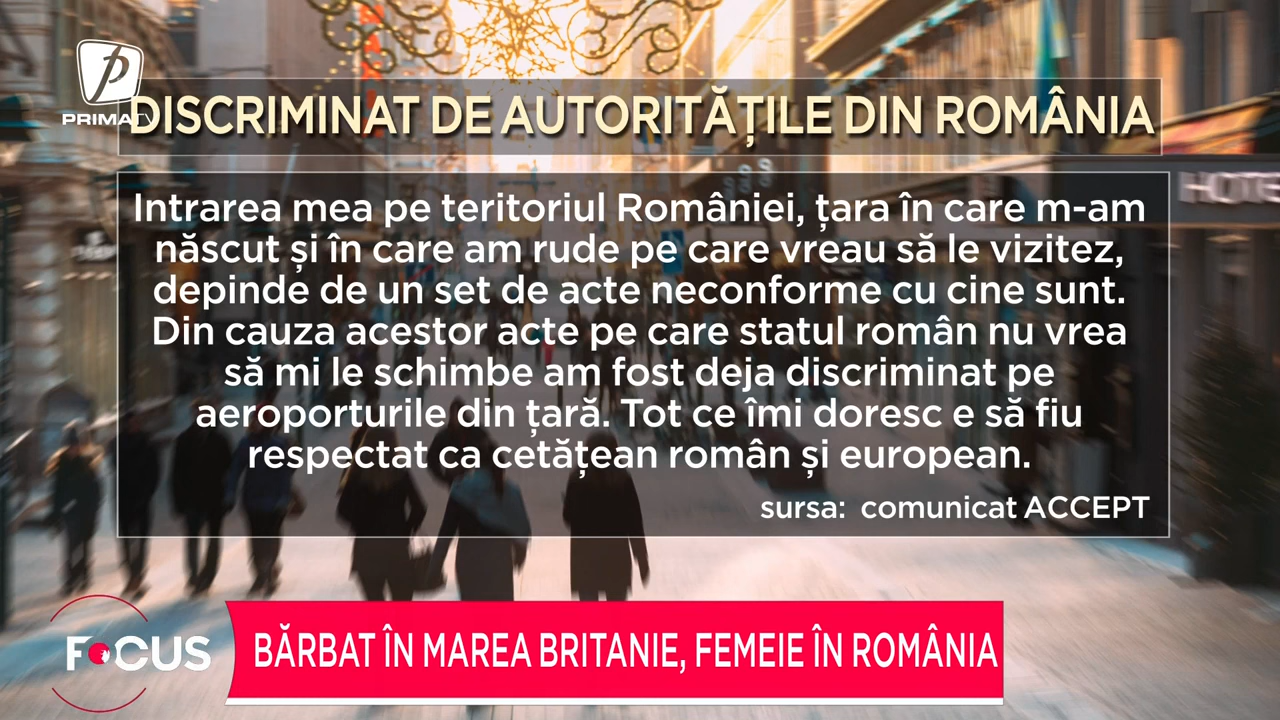 PRIMATV
DISCRIMINAT DE AUTORITĂȚILE DIN ROMÂNIA
Intrarea mea pe teritoriul României, țara în care m-am
născut și în care am rude pe care vreau să le vizitez,
depinde de un set de acte neconforme cu cine sunt.
Din cauza acestor acte pe care statul român nu vrea
să mi le schimbe am fost deja discriminat pe
aeroporturile din țară. Tot ce îmi doresc e să fiu
respectat ca cetățean român și european.
sursa: comunicat ACCEPT
FOCUS
BĂRBAT ÎN MAREA BRITANIE, FEMEIE ÎN ROMÂNIA